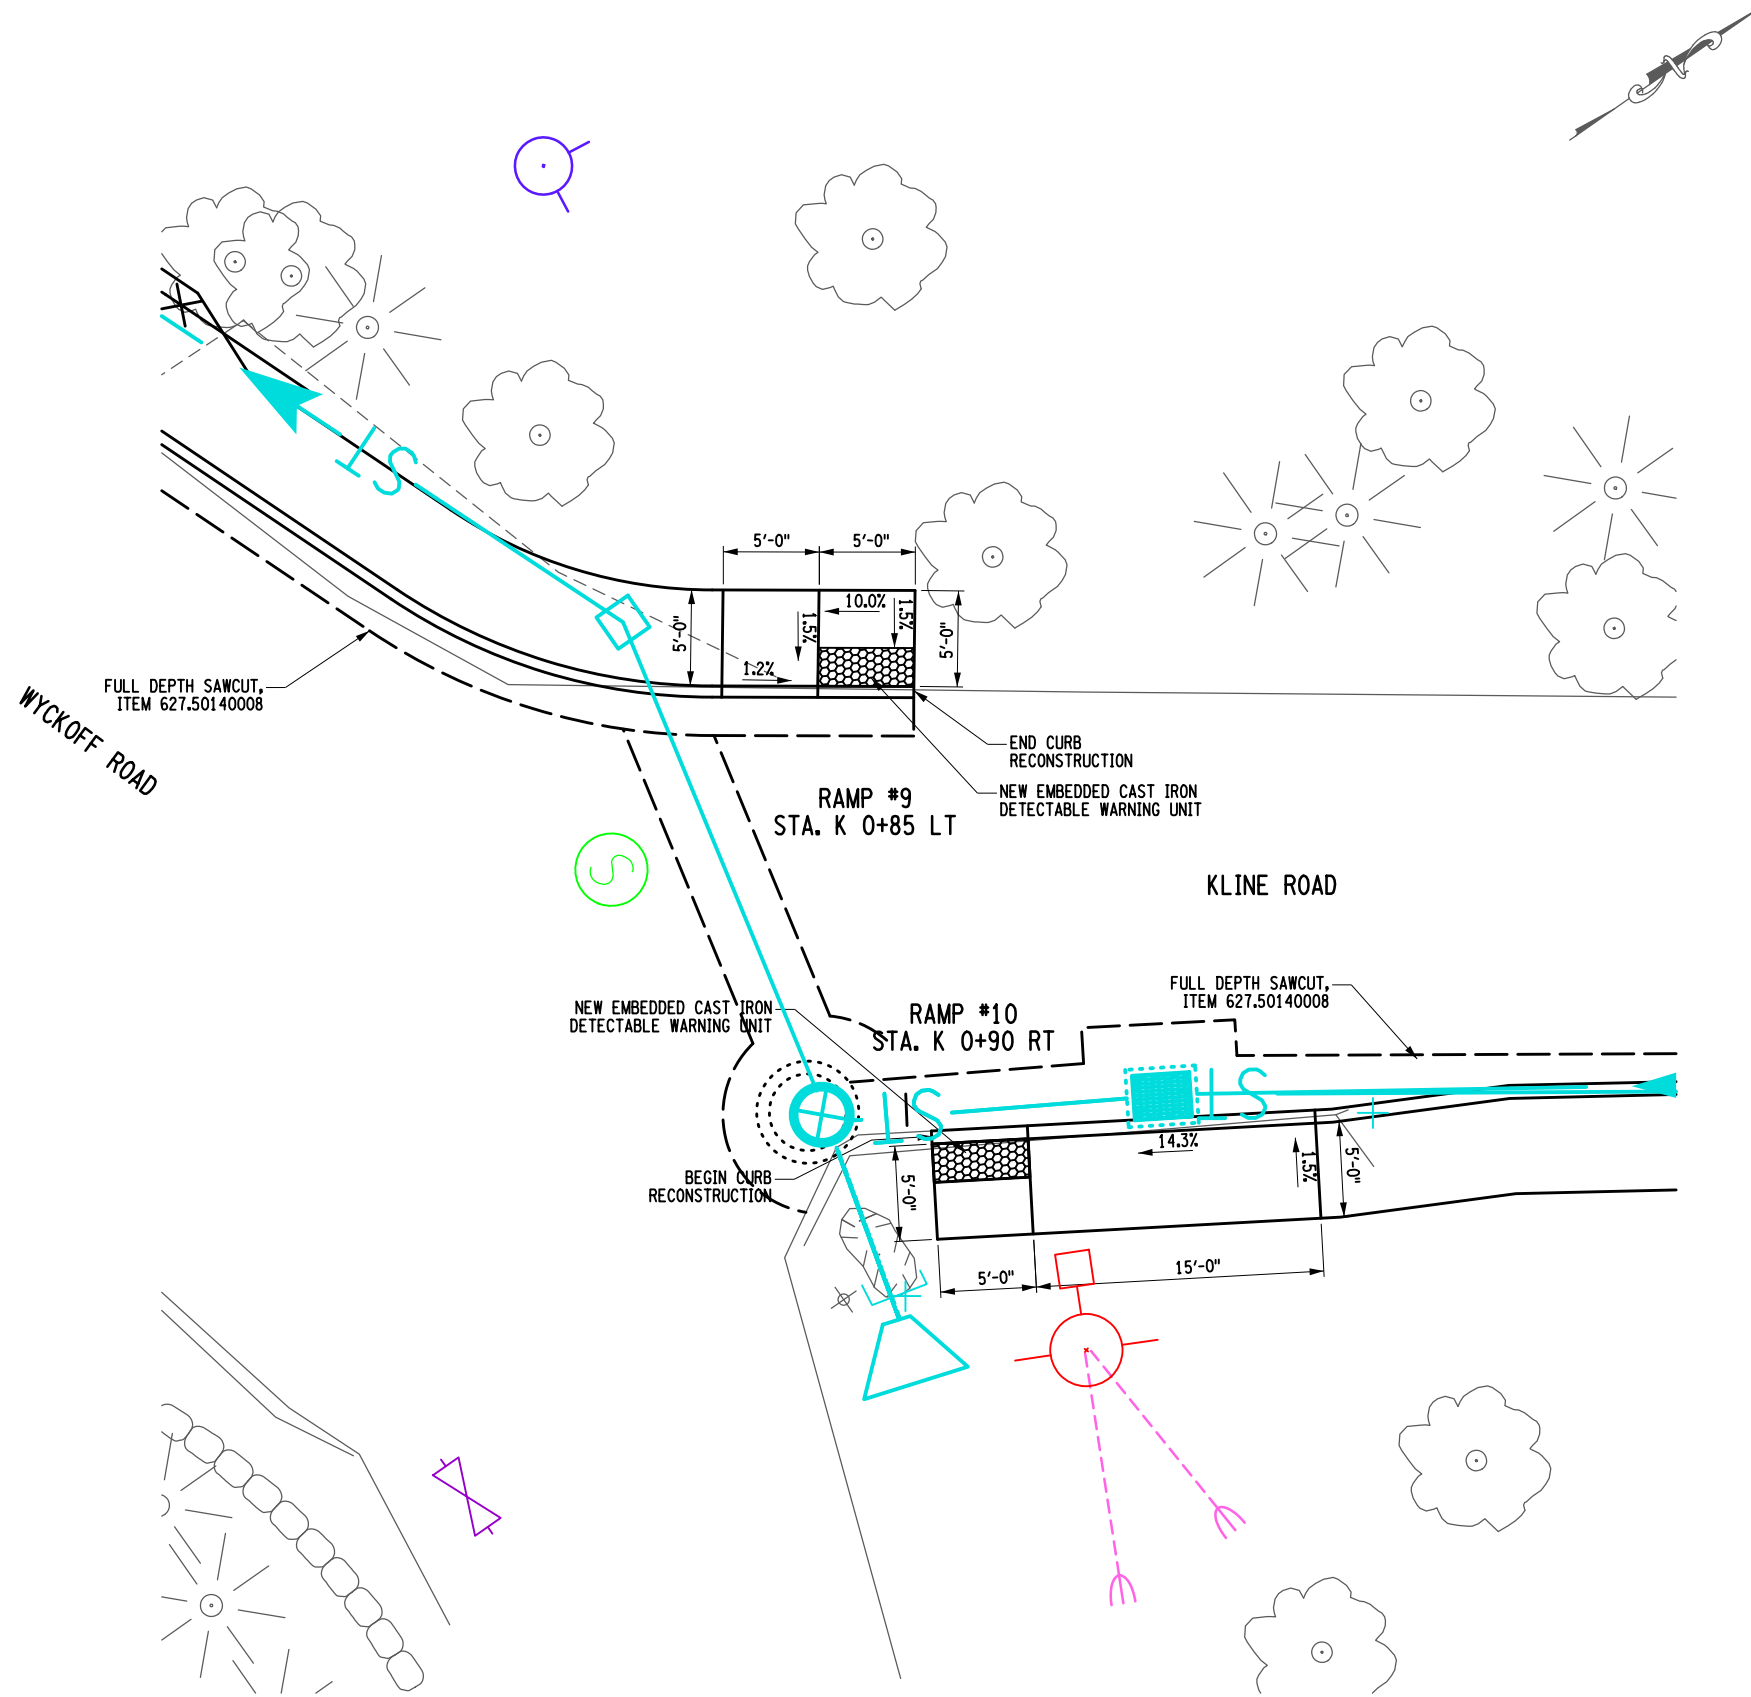 N
ST
5'-0"
5'-0"
10.0%
1.5%
1.5%
5'-0"
5'-0"
1.2%
FULL DEPTH SAWCUT,
ITEM 627.50140008
WYCKOFF ROAD
END CURB
RECONSTRUCTION
NEW EMBEDDED CAST IRON
DETECTABLE WARNING UNIT
RAMP #9
STA. K 0+85 LT
S
KLINE ROAD
FULL DEPTH SAWCUT,
ITEM 627.50140008
NEW EMBEDDED CAST IRON
DETECTABLE WARNING UNIT
RAMP #10
STA. K 0+90 RT
ST
ST
14.3%
1.5%
5'-0"
5'-0"
BEGIN CURB
RECONSTRUCTION
5'-0"
15'-0"